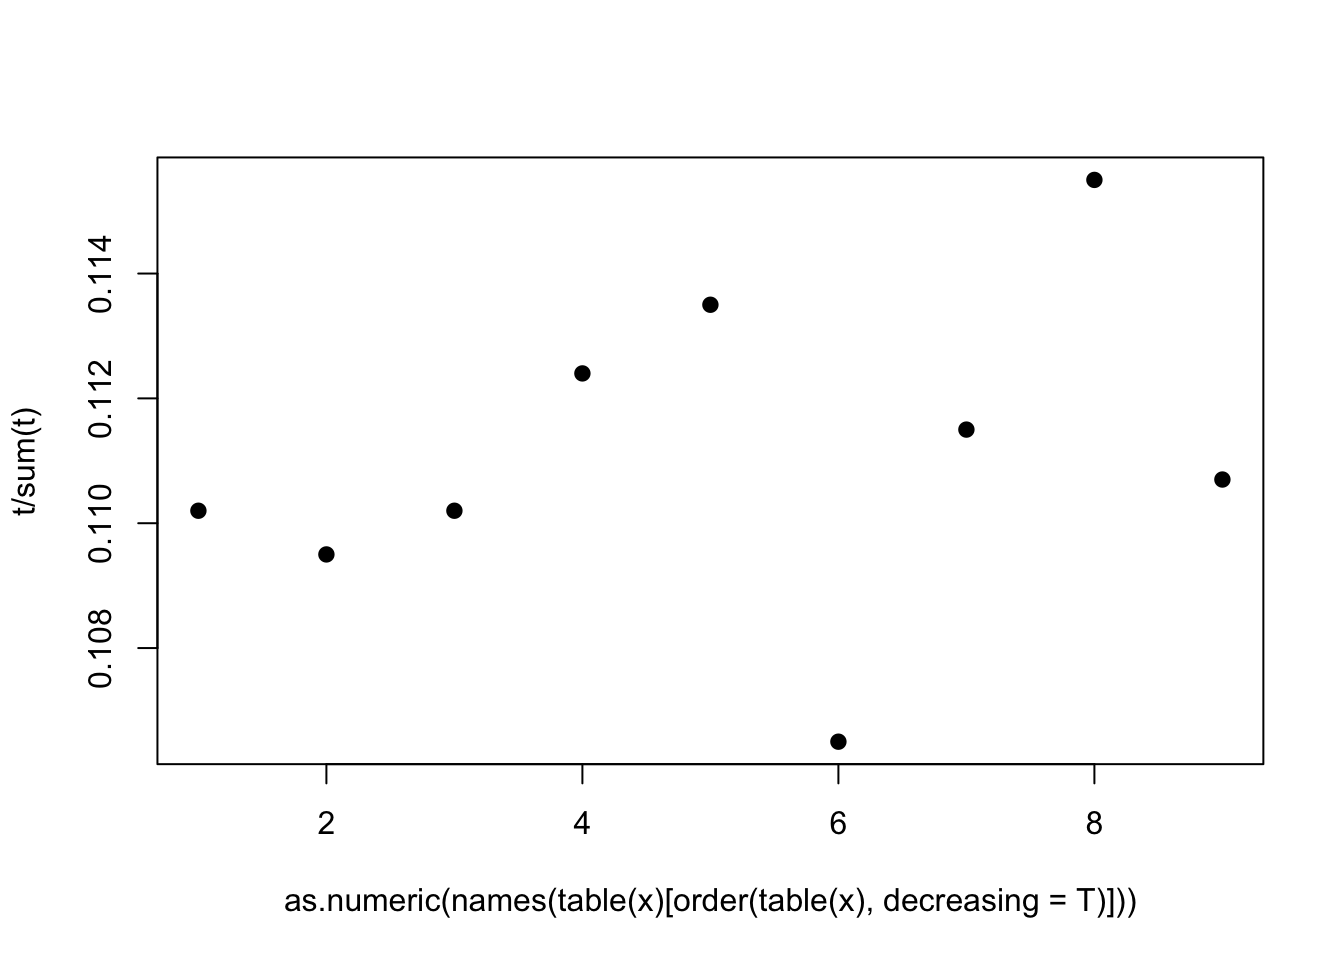 t/sum(t)
0.114
0.112
0.110
0.108
2 4 6 8
as.numeric(names(table(x)[order(table(x), decreasing = T)]))